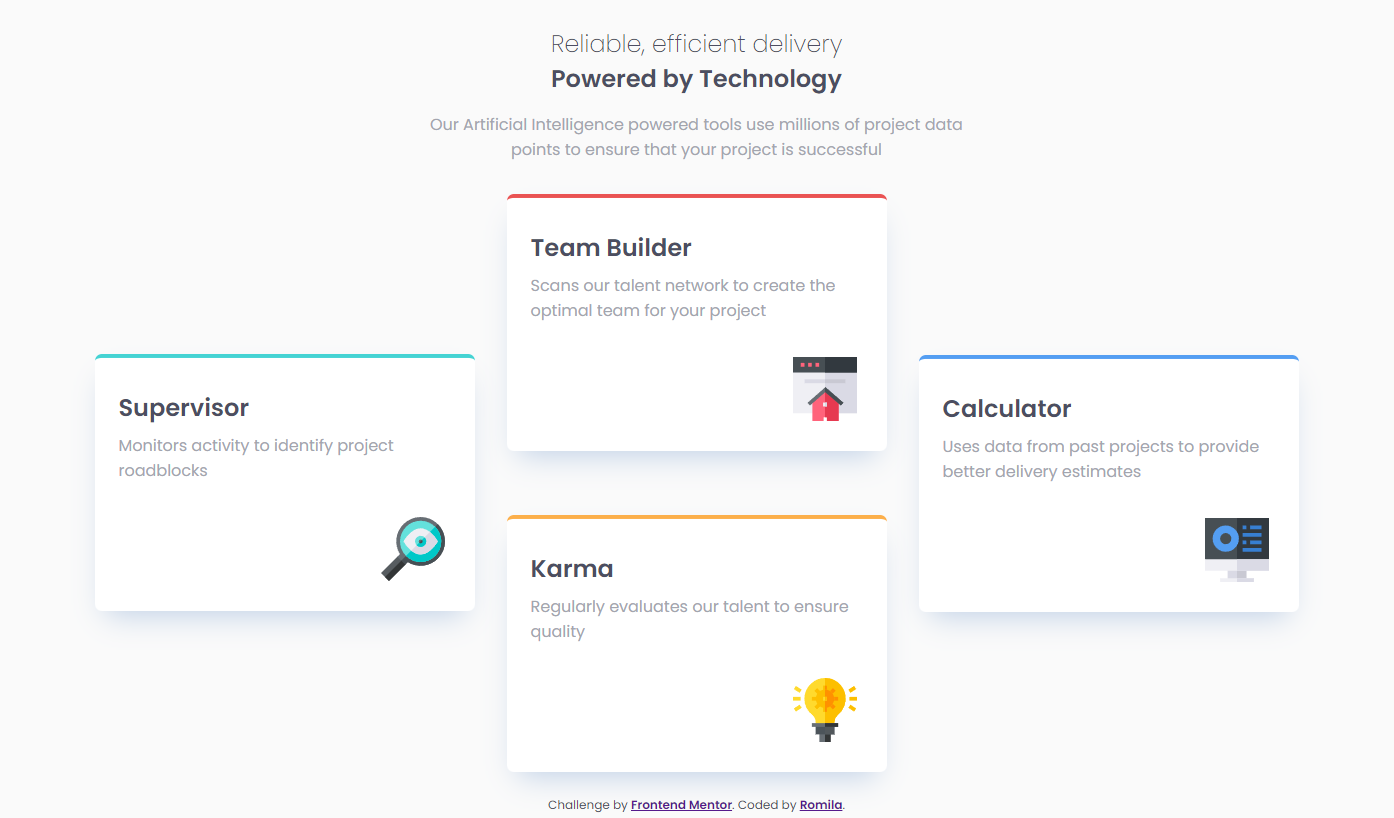 Reliable, efficient delivery
Powered by Technology
Our Artificial Intelligence powered tools use millions of project data
points to ensure that your project is successful
Team Builder
Scans our talent network to create the
optimal team for your project
Supervisor
Monitors activity to identify project
roadblocks
Calculator
Uses data from past projects to provide
better delivery estimates
Karma
Regularly evaluates our talent to ensure
quality
Challenge by Frontend Mentor. Coded by Romila.